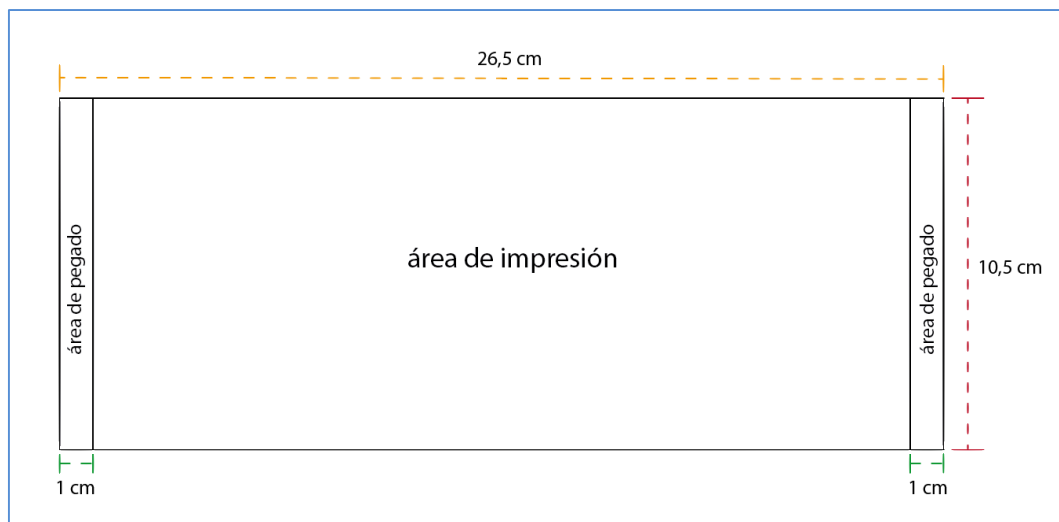 26,5 cm
área de pegado
área de impresión
área de pegado
10,5 cm
1 cm
1 cm